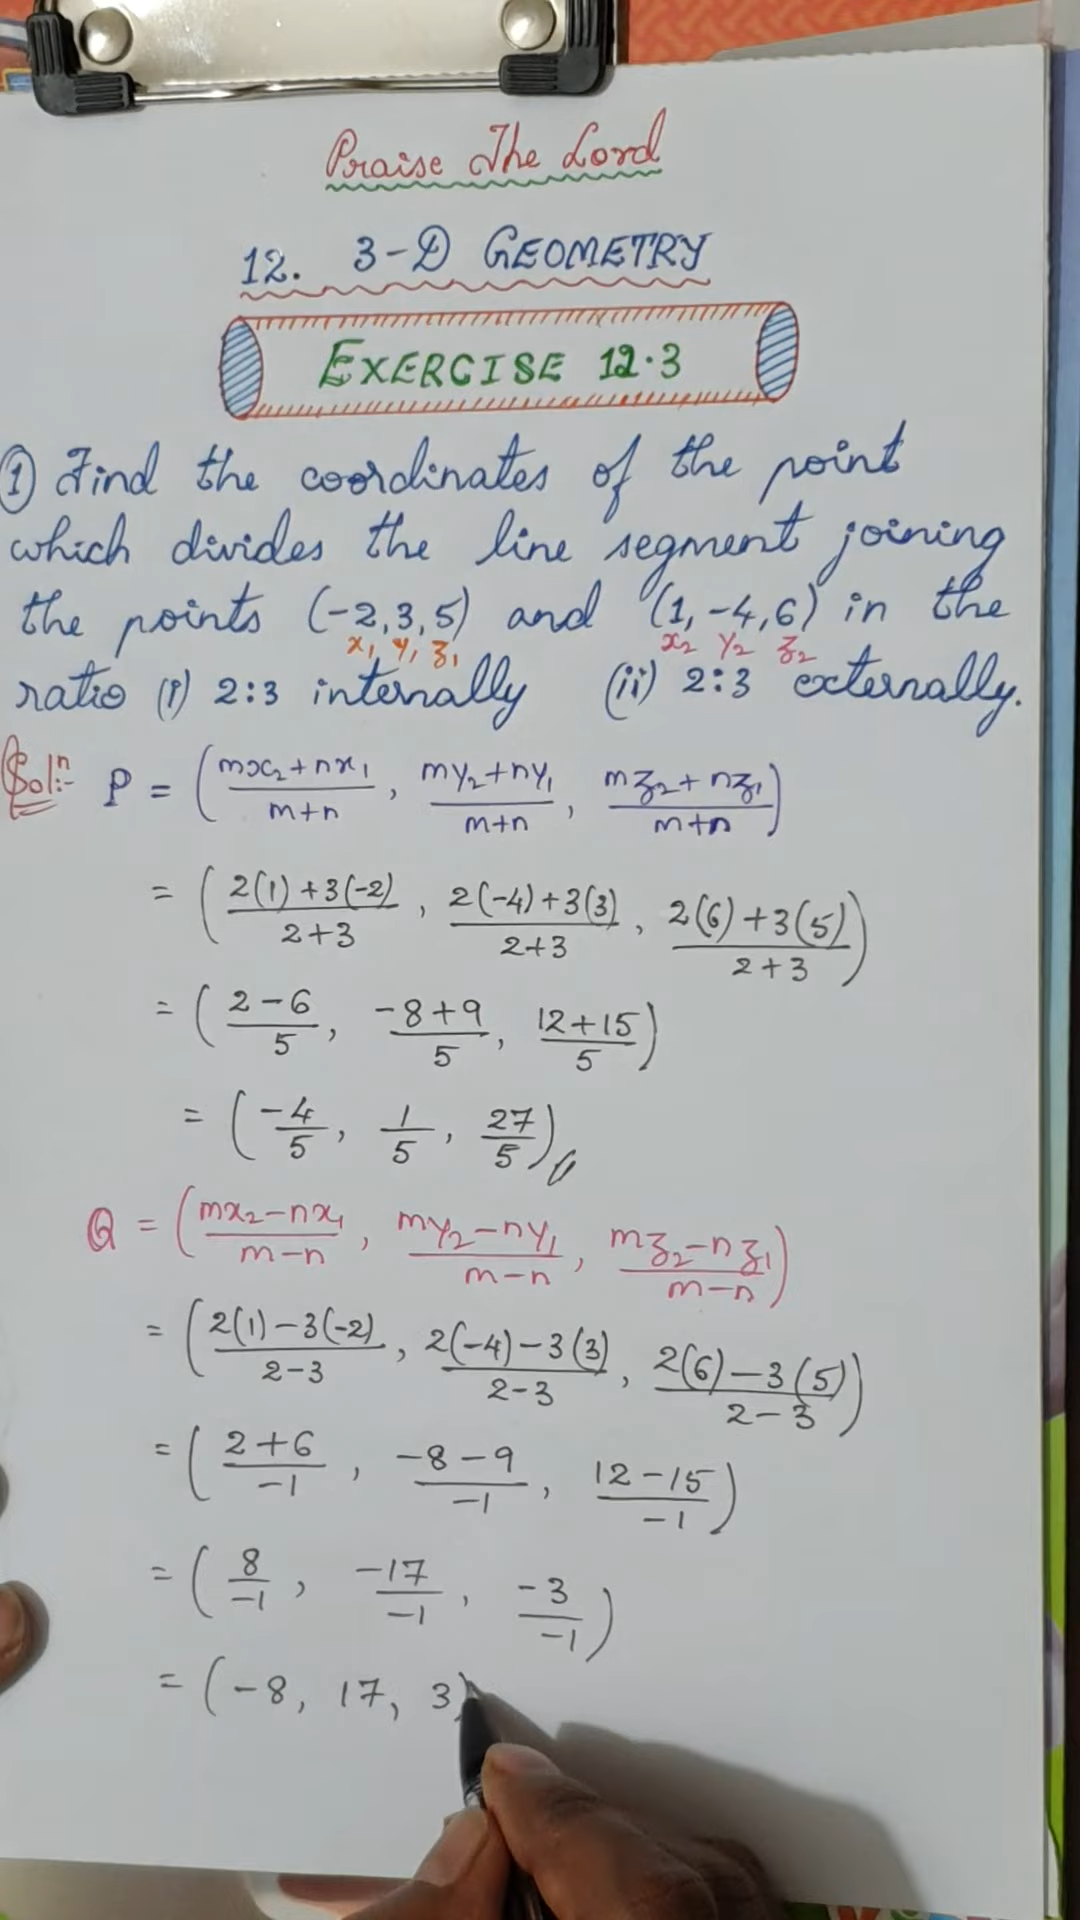 Praise The Lord
12. 3-D GEOMETRY
EXERCISE 12.3
① Find the coordinates of the point
which divides the line segment joining
the points (-2,3,5) and (1,-4,6) in the
x₁ y₁ z₁ x₂ y₂ z₂
ratio (i) 2:3 internally (ii) 2:3 externally.
Solⁿ:- P = ( mx₂+nx₁/m+n , my₂+ny₁/m+n , mz₂+nz₁/m+n )
= ( 2(1)+3(-2)/2+3 , 2(-4)+3(3)/2+3 , 2(6)+3(5)/2+3 )
= ( 2-6/5 , -8+9/5 , 12+15/5 )
= ( -4/5 , 1/5 , 27/5 )
Q = ( mx₂-nx₁/m-n , my₂-ny₁/m-n , mz₂-nz₁/m-n )
= ( 2(1)-3(-2)/2-3 , 2(-4)-3(3)/2-3 , 2(6)-3(5)/2-3 )
= ( 2+6/-1 , -8-9/-1 , 12-15/-1 )
= ( 8/-1 , -17/-1 , -3/-1 )
= (-8, 17, 3)